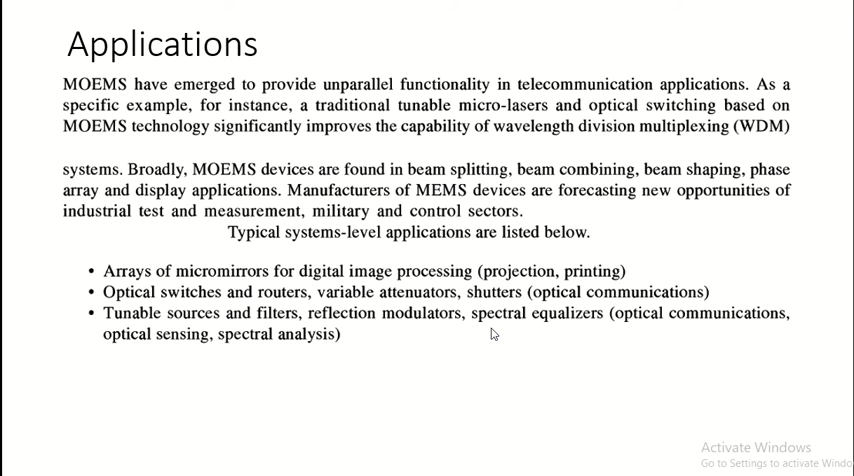 Applications
MOEMS have emerged to provide unparallel functionality in telecommunication applications. As a
specific example, for instance, a traditional tunable micro-lasers and optical switching based on
MOEMS technology significantly improves the capability of wavelength division multiplexing (WDM)
systems. Broadly, MOEMS devices are found in beam splitting, beam combining, beam shaping, phase
array and display applications. Manufacturers of MEMS devices are forecasting new opportunities of
industrial test and measurement, military and control sectors.
Typical systems-level applications are listed below.
• Arrays of micromirrors for digital image processing (projection, printing)
• Optical switches and routers, variable attenuators, shutters (optical communications)
• Tunable sources and filters, reflection modulators, spectral equalizers (optical communications,
optical sensing, spectral analysis)
Activate Windows
Go to Settings to activate Windo